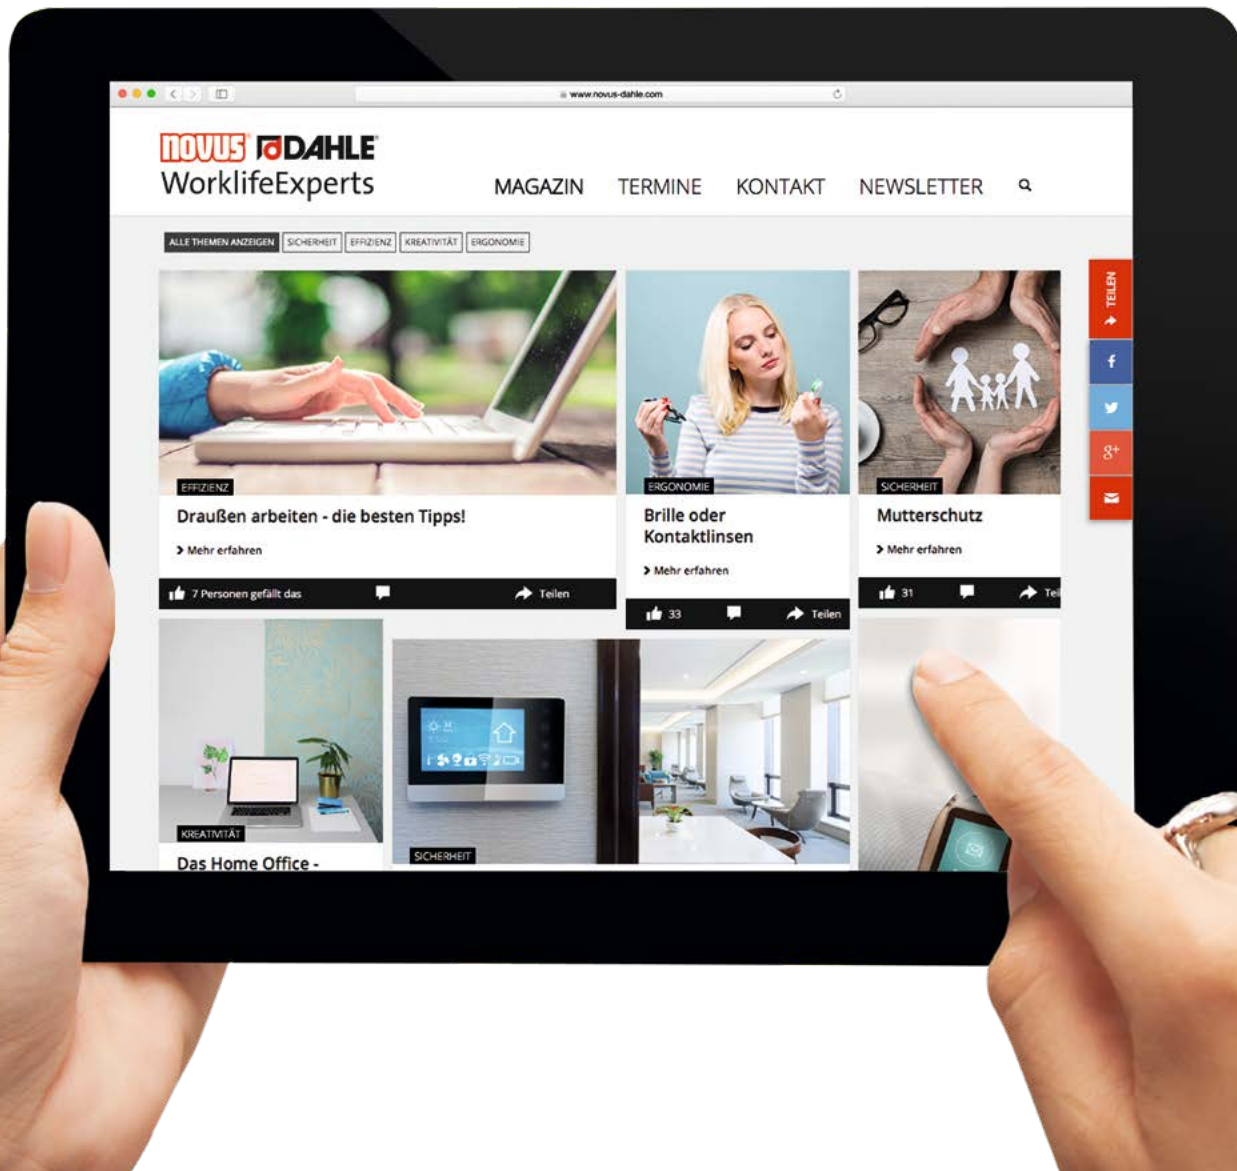 www.novus-dahle.com
novus DAHLE
WorklifeExperts
MAGAZIN TERMINE KONTAKT NEWSLETTER
ALLE THEMEN ANZEIGEN SICHERHEIT EFFIZIENZ KREATIVITÄT ERGONOMIE
TEILEN
f
g+
EFFIZIENZ
Draußen arbeiten - die besten Tipps!
Mehr erfahren
7 Personen gefällt das Teilen
ERGONOMIE
Brille oder
Kontaktlinsen
Mehr erfahren
33 Teilen
SICHERHEIT
Mutterschutz
Mehr erfahren
31 Tei
KREATIVITÄT
Das Home Office -
SICHERHEIT